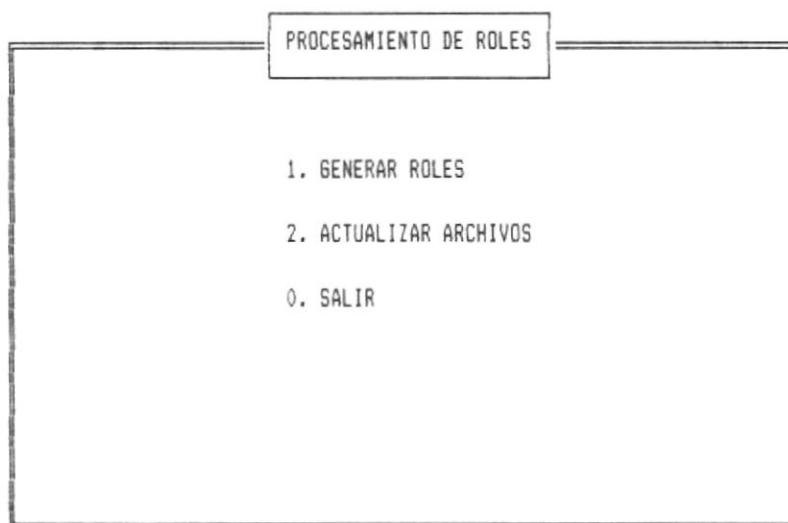 PROCESAMIENTO DE ROLES
1. GENERAR ROLES
2. ACTUALIZAR ARCHIVOS
0. SALIR